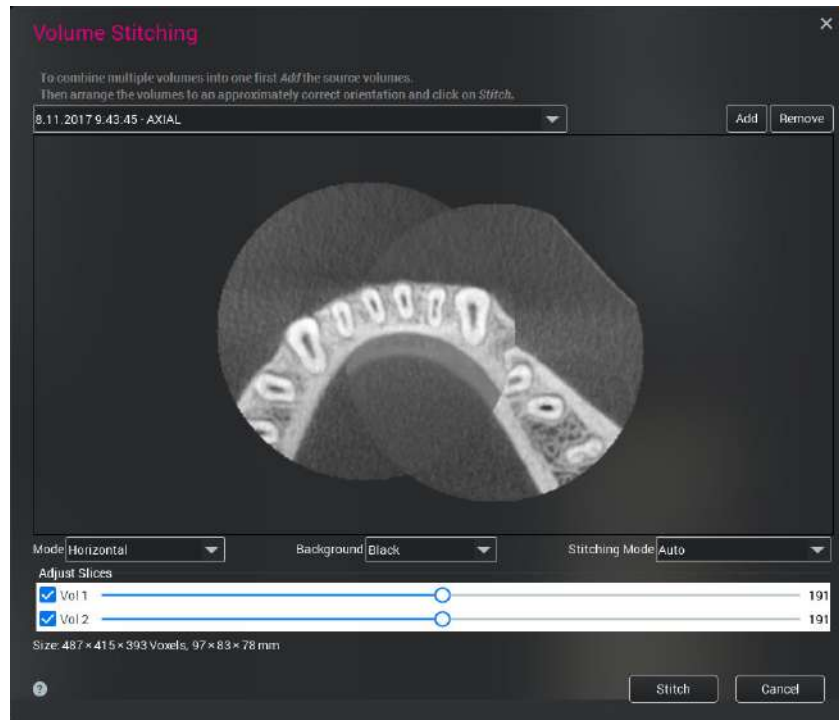 Volume Stitching
To combine multiple volumes into one first Add the source volumes.
Then arrange the volumes to an approximately correct orientation and click on Stitch.
8.11.2017 9:43:45 - AXIAL
Add Remove
Mode Horizontal Background Black Stitching Mode Auto
Adjust Slices
Vol 1 191
Vol 2 191
Size: 487×415×393 Voxels, 97×83×78 mm
? Stitch Cancel